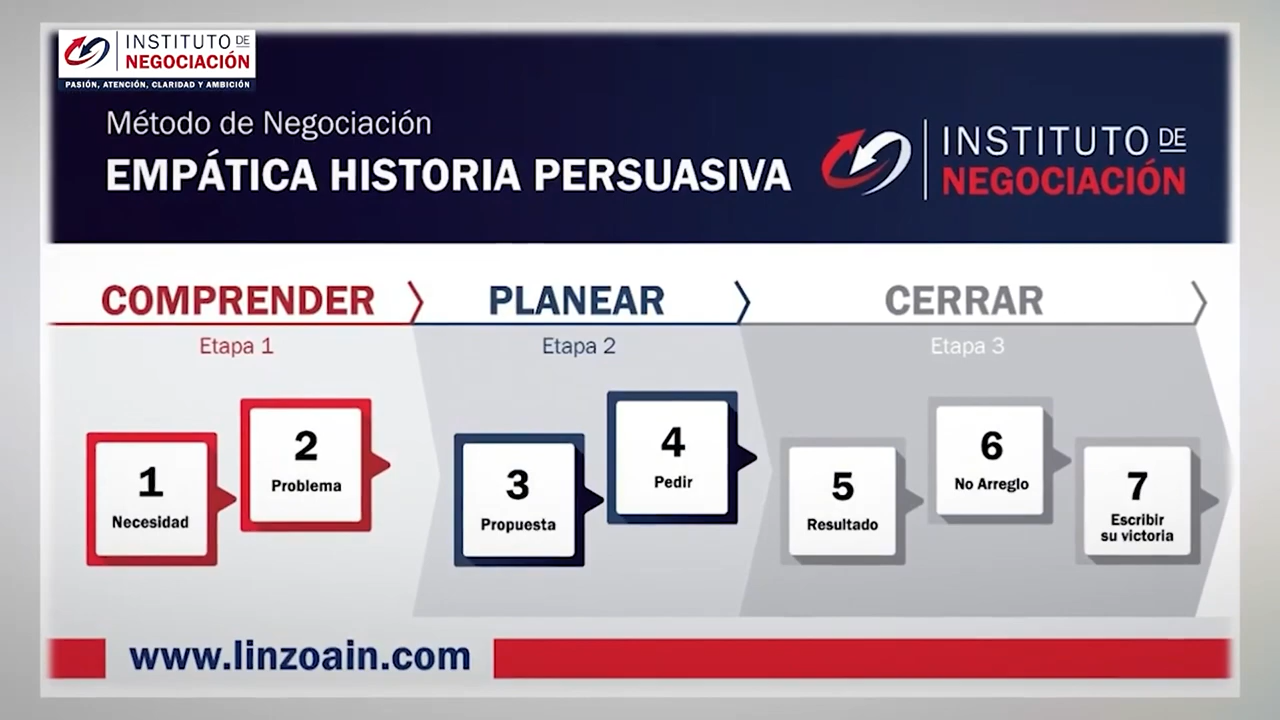 INSTITUTO DE
NEGOCIACIÓN
PASIÓN, ATENCIÓN, CLARIDAD Y AMBICIÓN
Método de Negociación
EMPÁTICA HISTORIA PERSUASIVA
INSTITUTO DE
NEGOCIACIÓN
COMPRENDER
Etapa 1
PLANEAR
Etapa 2
CERRAR
Etapa 3
1
Necesidad
2
Problema
3
Propuesta
4
Pedir
5
Resultado
6
No Arreglo
7
Escribir
su victoria
www.linzoain.com